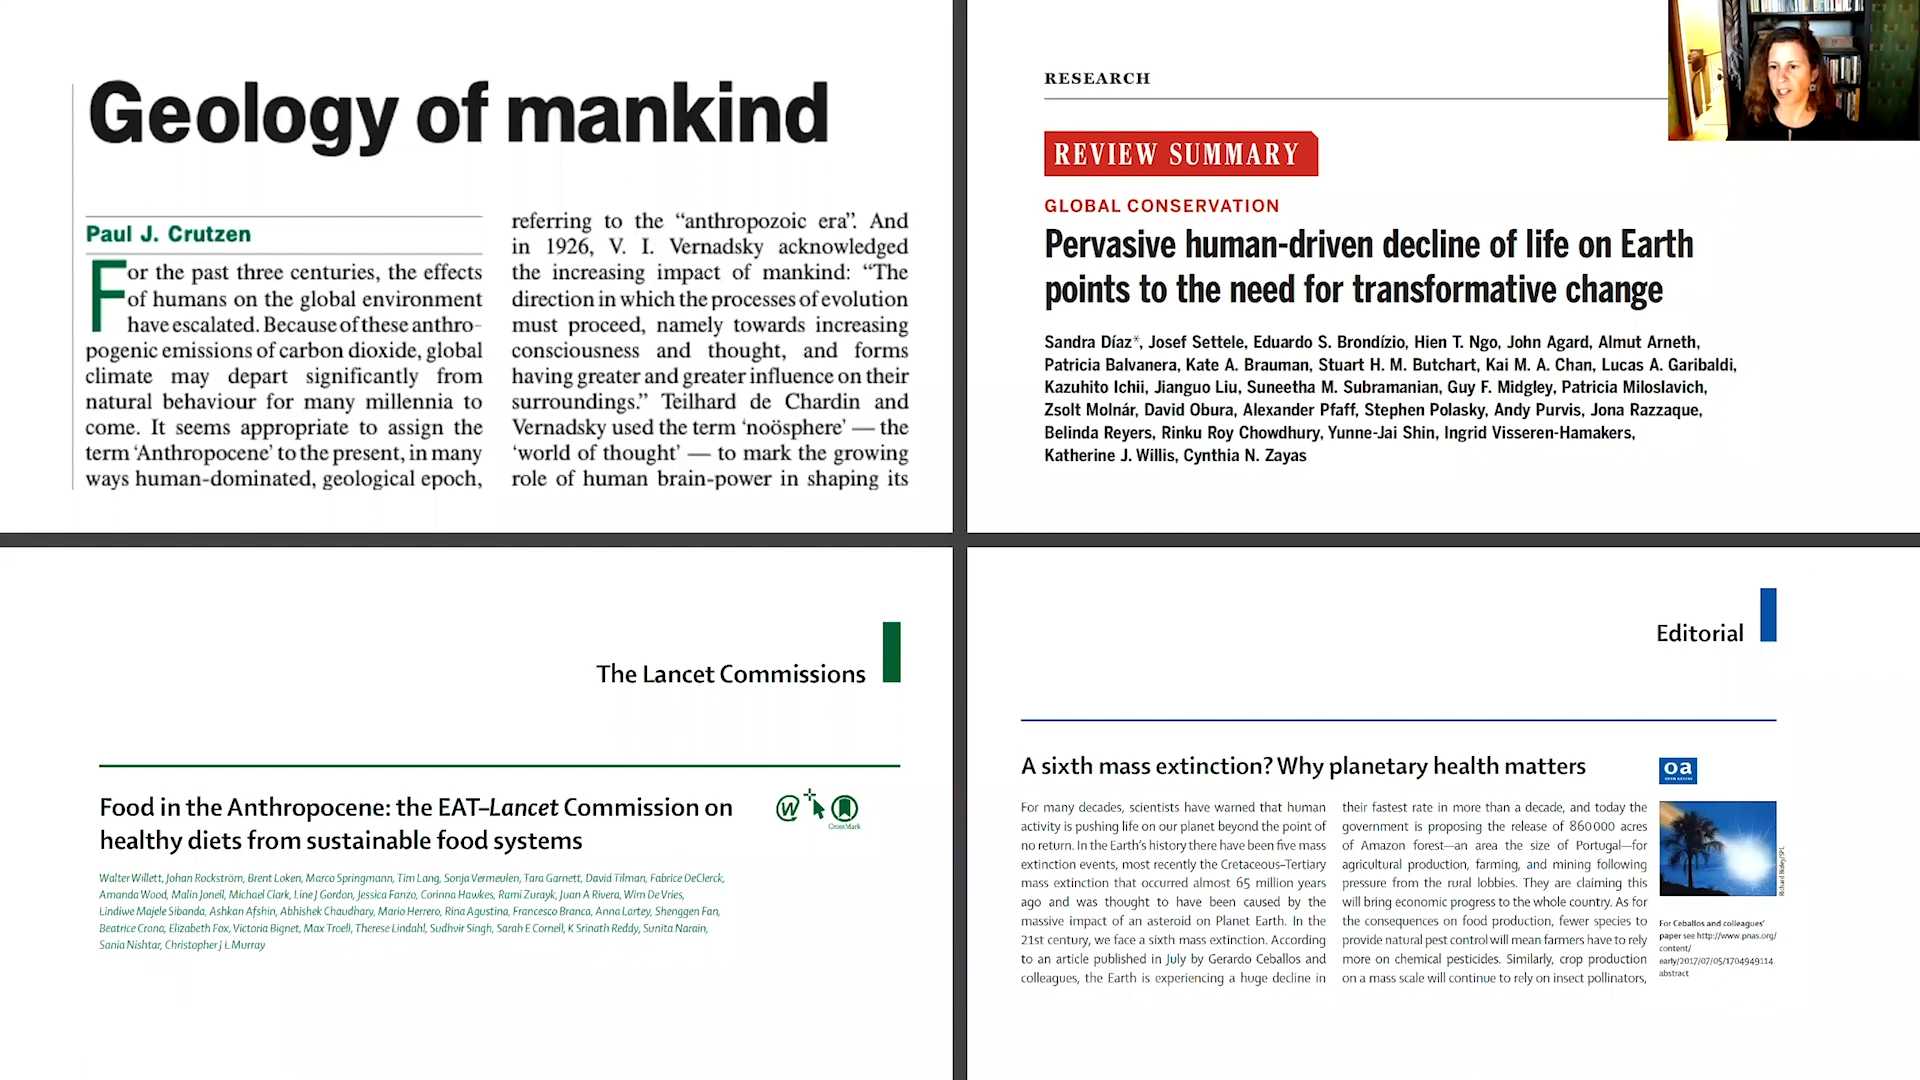 Geology of mankind
Paul J. Crutzen
For the past three centuries, the effects
of humans on the global environment
have escalated. Because of these anthro-
pogenic emissions of carbon dioxide, global
climate may depart significantly from
natural behaviour for many millennia to
come. It seems appropriate to assign the
term ‘Anthropocene’ to the present, in many
ways human-dominated, geological epoch,
referring to the “anthropozoic era”. And
in 1926, V. I. Vernadsky acknowledged
the increasing impact of mankind: “The
direction in which the processes of evolution
must proceed, namely towards increasing
consciousness and thought, and forms
having greater and greater influence on their
surroundings.” Teilhard de Chardin and
Vernadsky used the term ‘noösphere’ — the
‘world of thought’ — to mark the growing
role of human brain-power in shaping its
RESEARCH
REVIEW SUMMARY
GLOBAL CONSERVATION
Pervasive human-driven decline of life on Earth
points to the need for transformative change
Sandra Díaz*, Josef Settele, Eduardo S. Brondízio, Hien T. Ngo, John Agard, Almut Arneth,
Patricia Balvanera, Kate A. Brauman, Stuart H. M. Butchart, Kai M. A. Chan, Lucas A. Garibaldi,
Kazuhito Ichii, Jianguo Liu, Suneetha M. Subramanian, Guy F. Midgley, Patricia Miloslavich,
Zsolt Molnár, David Obura, Alexander Pfaff, Stephen Polasky, Andy Purvis, Jona Razzaque,
Belinda Reyers, Rinku Roy Chowdhury, Yunne-Jai Shin, Ingrid Visseren-Hamakers,
Katherine J. Willis, Cynthia N. Zayas
The Lancet Commissions
Food in the Anthropocene: the EAT–Lancet Commission on
healthy diets from sustainable food systems
CrossMark
Walter Willett, Johan Rockström, Brent Loken, Marco Springmann, Tim Lang, Sonja Vermeulen, Tara Garnett, David Tilman, Fabrice DeClerck,
Amanda Wood, Malin Jonell, Michael Clark, Line J Gordon, Jessica Fanzo, Corinna Hawkes, Rami Zurayk, Juan A Rivera, Wim De Vries,
Lindiwe Majele Sibanda, Ashkan Afshin, Abhishek Chaudhary, Mario Herrero, Rina Agustina, Francesco Branca, Anna Lartey, Shenggen Fan,
Beatrice Crona, Elizabeth Fox, Victoria Bignet, Max Troell, Therese Lindahl, Sudhvir Singh, Sarah E Cornell, K Srinath Reddy, Sunita Narain,
Sania Nishtar, Christopher J L Murray
Editorial
A sixth mass extinction? Why planetary health matters
For many decades, scientists have warned that human
activity is pushing life on our planet beyond the point of
no return. In the Earth’s history there have been five mass
extinction events, most recently the Cretaceous–Tertiary
mass extinction that occurred almost 65 million years
ago and was thought to have been caused by the
massive impact of an asteroid on Planet Earth. In the
21st century, we face a sixth mass extinction. According
to an article published in July by Gerardo Ceballos and
colleagues, the Earth is experiencing a huge decline in
their fastest rate in more than a decade, and today the
government is proposing the release of 860 000 acres
of Amazon forest—an area the size of Portugal—for
agricultural production, farming, and mining following
pressure from the rural lobbies. They are claiming this
will bring economic progress to the whole country. As for
the consequences on food production, fewer species to
provide natural pest control will mean farmers have to rely
more on chemical pesticides. Similarly, crop production
on a mass scale will continue to rely on insect pollinators,
oa
OPEN ACCESS
Richard Bizley/SPL
For Ceballos and colleagues’
paper see http://www.pnas.org/
content/
early/2017/07/05/1704949114.
abstract